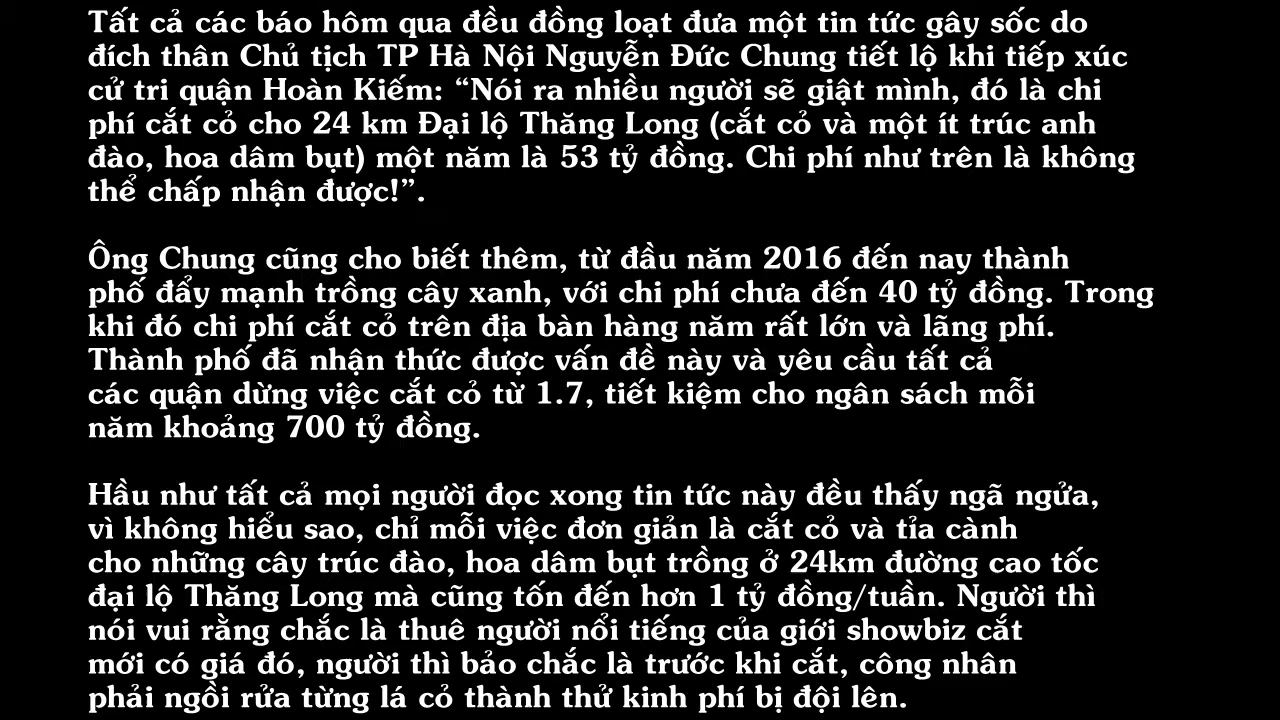 Tất cả các báo hôm qua đều đồng loạt đưa một tin tức gây sốc do
đích thân Chủ tịch TP Hà Nội Nguyễn Đức Chung tiết lộ khi tiếp xúc
cử tri quận Hoàn Kiếm: “Nói ra nhiều người sẽ giật mình, đó là chi
phí cắt cỏ cho 24 km Đại lộ Thăng Long (cắt cỏ và một ít trúc anh
đào, hoa dâm bụt) một năm là 53 tỷ đồng. Chi phí như trên là không
thể chấp nhận được!”.
Ông Chung cũng cho biết thêm, từ đầu năm 2016 đến nay thành
phố đẩy mạnh trồng cây xanh, với chi phí chưa đến 40 tỷ đồng. Trong
khi đó chi phí cắt cỏ trên địa bàn hàng năm rất lớn và lãng phí.
Thành phố đã nhận thức được vấn đề này và yêu cầu tất cả
các quận dừng việc cắt cỏ từ 1.7, tiết kiệm cho ngân sách mỗi
năm khoảng 700 tỷ đồng.
Hầu như tất cả mọi người đọc xong tin tức này đều thấy ngã ngửa,
vì không hiểu sao, chỉ mỗi việc đơn giản là cắt cỏ và tỉa cành
cho những cây trúc đào, hoa dâm bụt trồng ở 24km đường cao tốc
đại lộ Thăng Long mà cũng tốn đến hơn 1 tỷ đồng/tuần. Người thì
nói vui rằng chắc là thuê người nổi tiếng của giới showbiz cắt
mới có giá đó, người thì bảo chắc là trước khi cắt, công nhân
phải ngồi rửa từng lá cỏ thành thử kinh phí bị đội lên.